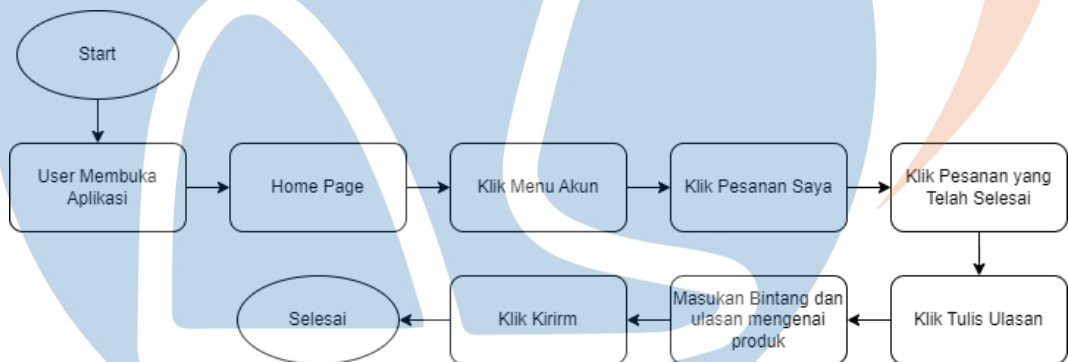 Start
User Membuka
Aplikasi
Home Page
Klik Menu Akun
Klik Pesanan Saya
Klik Pesanan yang
Telah Selesai
Klik Tulis Ulasan
Masukan Bintang dan
ulasan mengenai
produk
Klik Kirirm
Selesai